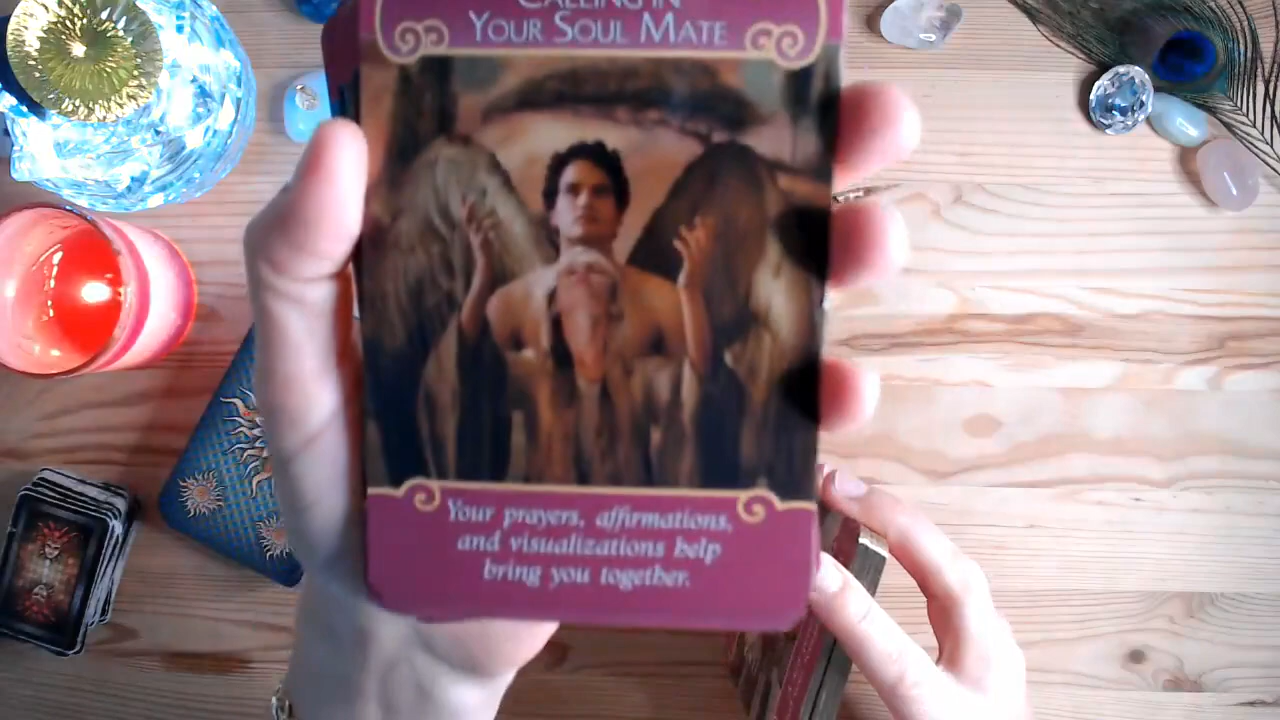 CALLING IN
YOUR SOUL MATE
Your prayers, affirmations,
and visualizations help
bring you together.